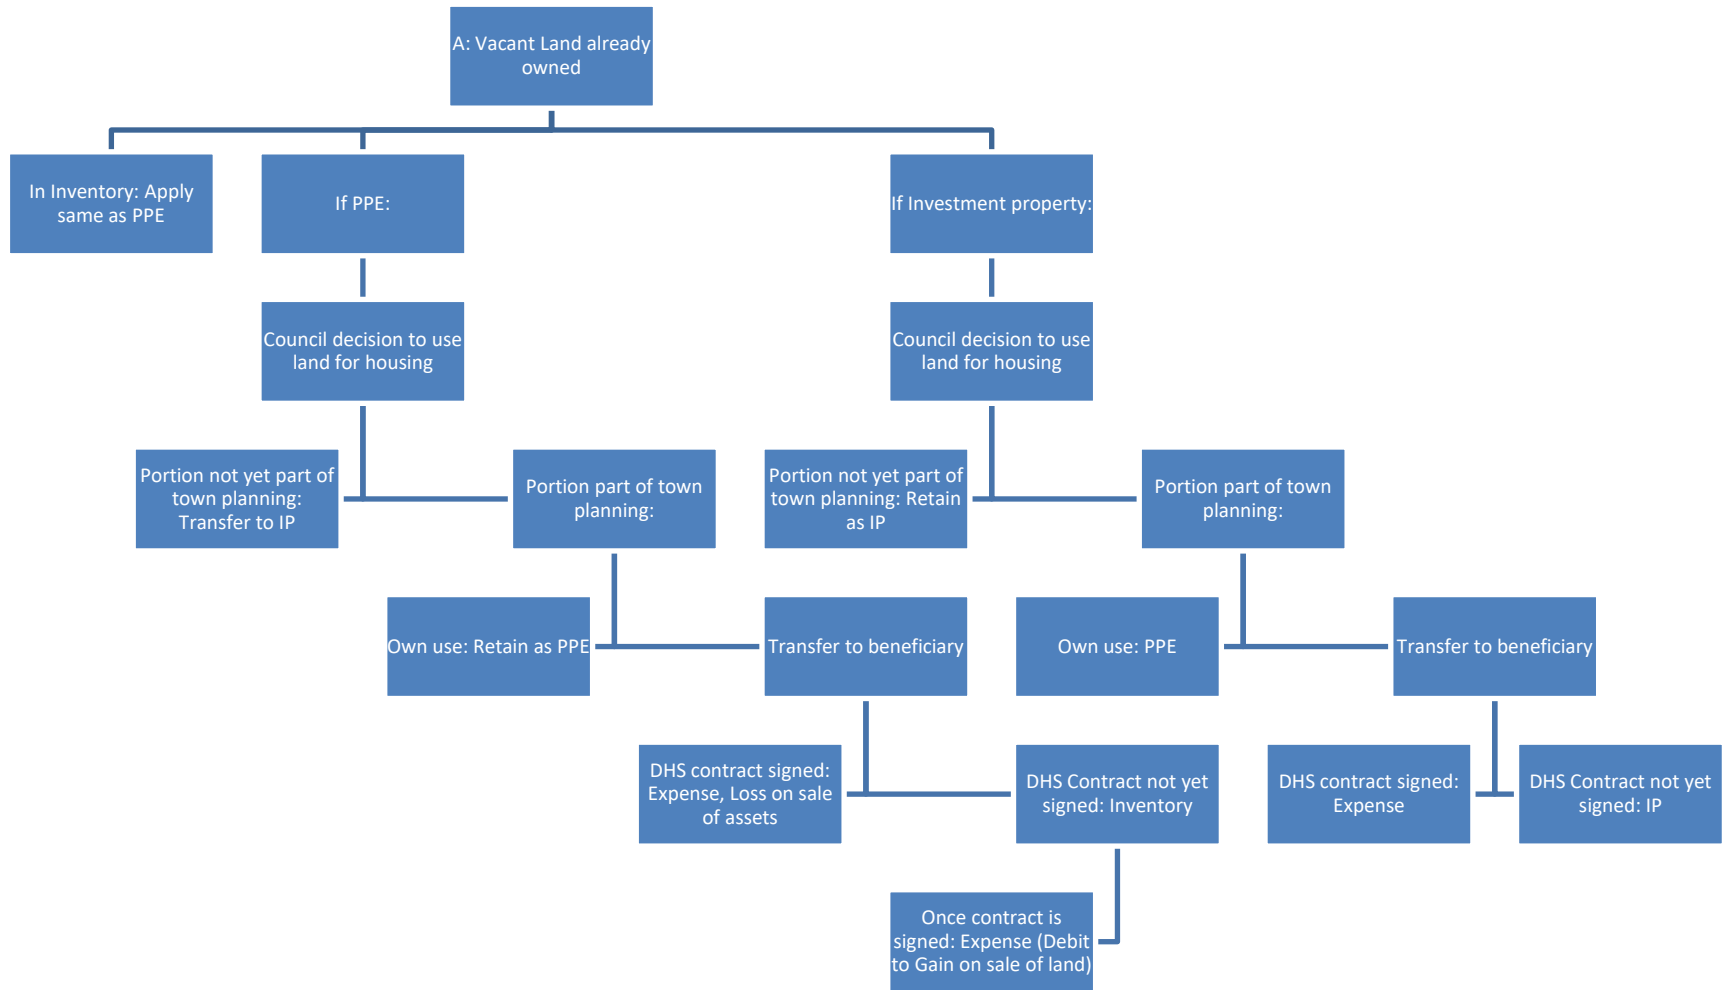 A: Vacant Land already
owned
In Inventory: Apply
same as PPE
If PPE:
If Investment property:
Council decision to use
land for housing
Council decision to use
land for housing
Portion not yet part of
town planning:
Transfer to IP
Portion part of town
planning:
Portion not yet part of
town planning: Retain
as IP
Portion part of town
planning:
Own use: Retain as PPE
Transfer to beneficiary
Own use: PPE
Transfer to beneficiary
DHS contract signed:
Expense, Loss on sale
of assets
DHS Contract not yet
signed: Inventory
DHS contract signed:
Expense
DHS Contract not yet
signed: IP
Once contract is
signed: Expense (Debit
to Gain on sale of land)